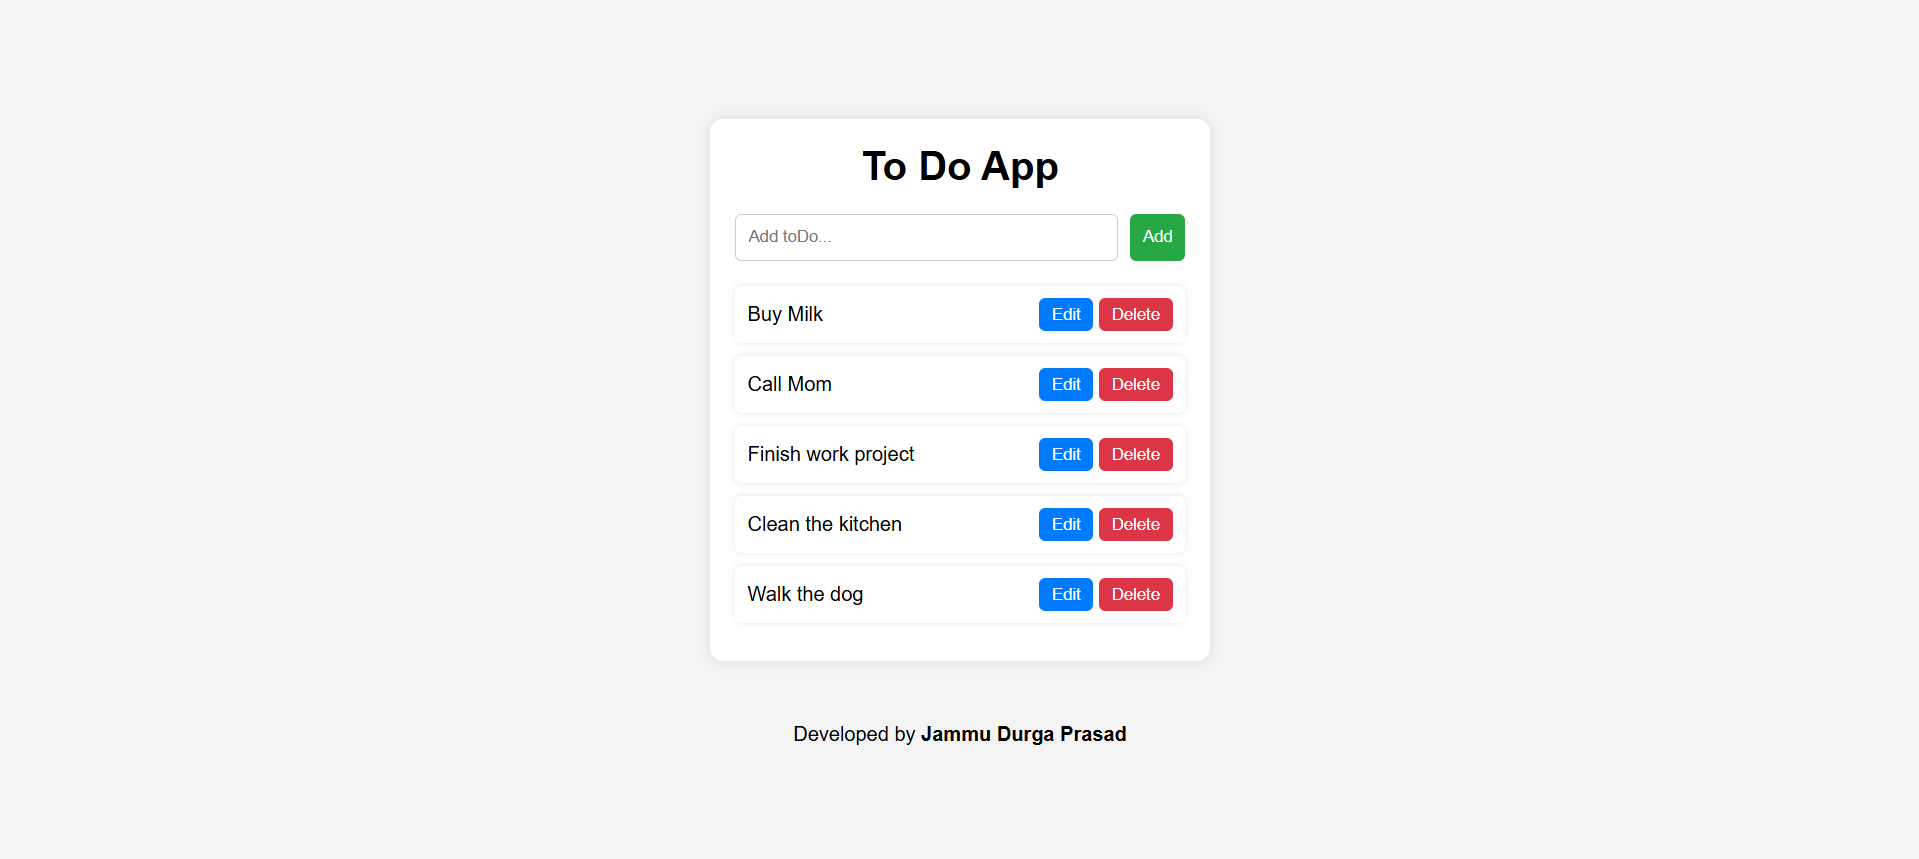 To Do App
Add toDo... Add
Buy Milk Edit Delete
Call Mom Edit Delete
Finish work project Edit Delete
Clean the kitchen Edit Delete
Walk the dog Edit Delete
Developed by Jammu Durga Prasad